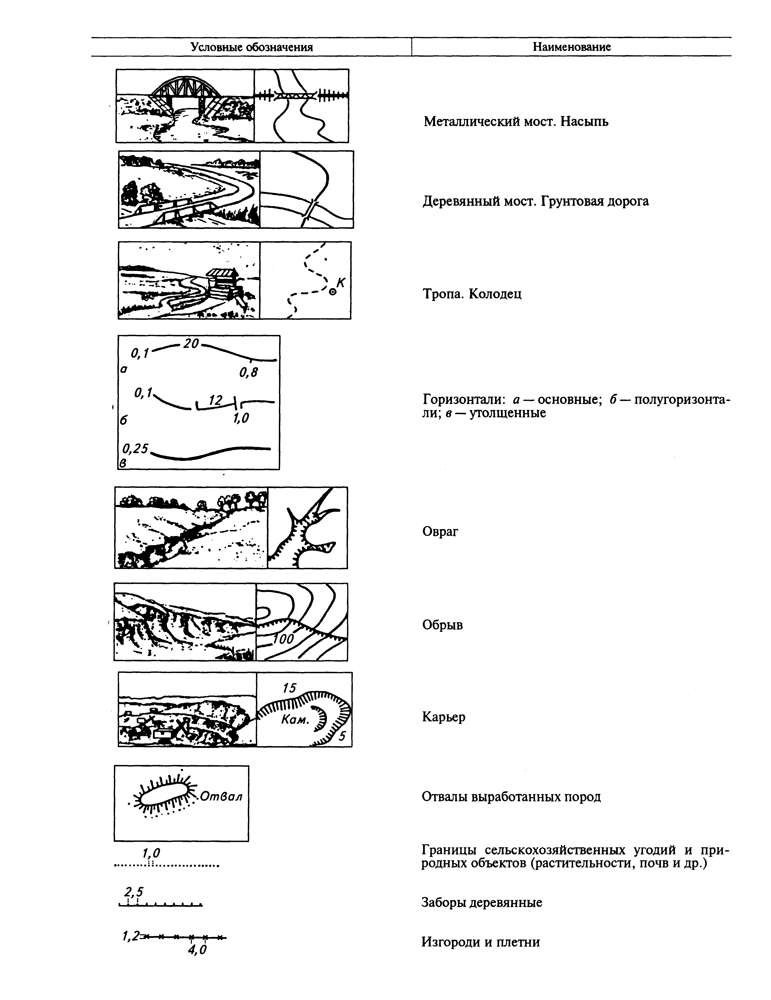 Условные обозначения
Наименование
Металлический мост. Насыпь
Деревянный мост. Грунтовая дорога
К
Тропа. Колодец
20
0,1
а
0,8
0,1
12
б
1,0
0,25
в
Горизонтали: а — основные; б — полугоризонта-
ли; в — утолщенные
Овраг
100
Обрыв
15
Кам.
5
Карьер
Отвал
Отвалы выработанных пород
1,0
Границы сельскохозяйственных угодий и при-
родных объектов (растительности, почв и др.)
2,5
Заборы деревянные
1,2
4,0
Изгороди и плетни